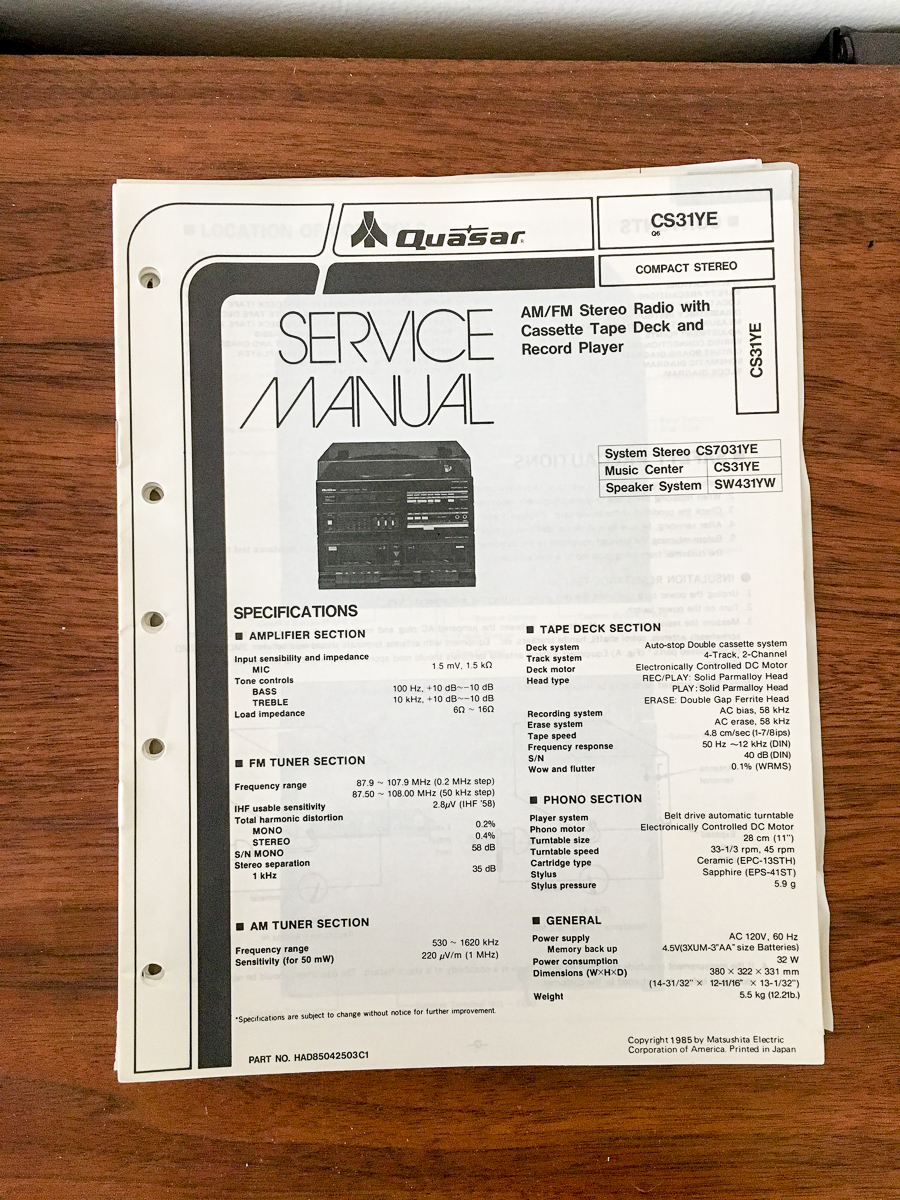 Quasar
CS31YE
Q6
COMPACT STEREO
CS31YE
SERVICE
MANUAL
AM/FM Stereo Radio with
Cassette Tape Deck and
Record Player
System Stereo CS7031YE
Music Center CS31YE
Speaker System SW431YW
SPECIFICATIONS
■ AMPLIFIER SECTION
Input sensibility and impedance
MIC 1.5 mV, 1.5 kΩ
Tone controls
BASS 100 Hz, +10 dB~−10 dB
TREBLE 10 kHz, +10 dB~−10 dB
Load impedance 6Ω ~ 16Ω
■ FM TUNER SECTION
Frequency range 87.9 ~ 107.9 MHz (0.2 MHz step)
87.50 ~ 108.00 MHz (50 kHz step)
IHF usable sensitivity 2.8μV (IHF '58)
Total harmonic distortion
MONO 0.2%
STEREO 0.4%
S/N MONO 58 dB
Stereo separation
1 kHz 35 dB
■ AM TUNER SECTION
Frequency range 530 ~ 1620 kHz
Sensitivity (for 50 mW) 220 μV/m (1 MHz)
*Specifications are subject to change without notice for further improvement.
■ TAPE DECK SECTION
Deck system Auto-stop Double cassette system
Track system 4-Track, 2-Channel
Deck motor Electronically Controlled DC Motor
Head type REC/PLAY: Solid Parmalloy Head
PLAY: Solid Parmalloy Head
ERASE: Double Gap Ferrite Head
Recording system AC bias, 58 kHz
Erase system AC erase, 58 kHz
Tape speed 4.8 cm/sec (1-7/8ips)
Frequency response 50 Hz ~12 kHz (DIN)
S/N 40 dB (DIN)
Wow and flutter 0.1% (WRMS)
■ PHONO SECTION
Player system Belt drive automatic turntable
Phono motor Electronically Controlled DC Motor
Turntable size 28 cm (11")
Turntable speed 33-1/3 rpm, 45 rpm
Cartridge type Ceramic (EPC-13STH)
Stylus Sapphire (EPS-41ST)
Stylus pressure 5.9 g
■ GENERAL
Power supply AC 120V, 60 Hz
Memory back up 4.5V(3XUM-3"AA" size Batteries)
Power consumption 32 W
Dimensions (W×H×D) 380 × 322 × 331 mm
(14-31/32" × 12-11/16" × 13-1/32")
Weight 5.5 kg (12.21b.)
PART NO. HAD85042503C1
Copyright 1985 by Matsushita Electric
Corporation of America. Printed in Japan